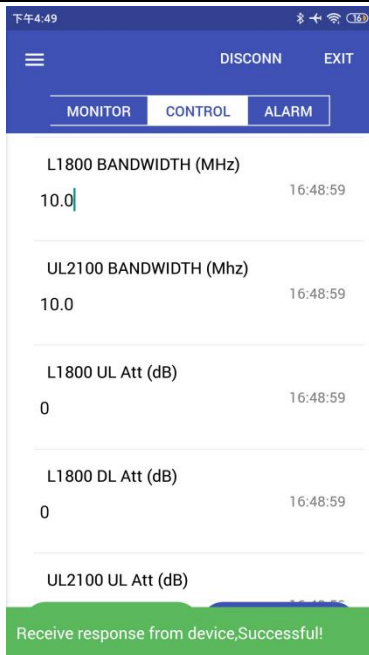 下午4:49
16
DISCONN EXIT
MONITOR CONTROL ALARM
L1800 BANDWIDTH (MHz)
10.0 16:48:59
UL2100 BANDWIDTH (Mhz)
10.0 16:48:59
L1800 UL Att (dB)
0 16:48:59
L1800 DL Att (dB)
0 16:48:59
UL2100 UL Att (dB)
Receive response from device,Successful!